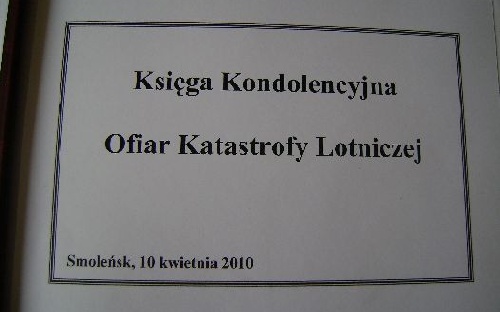 Księga Kondolencyjna
Ofiar Katastrofy Lotniczej
Smoleńsk, 10 kwietnia 2010